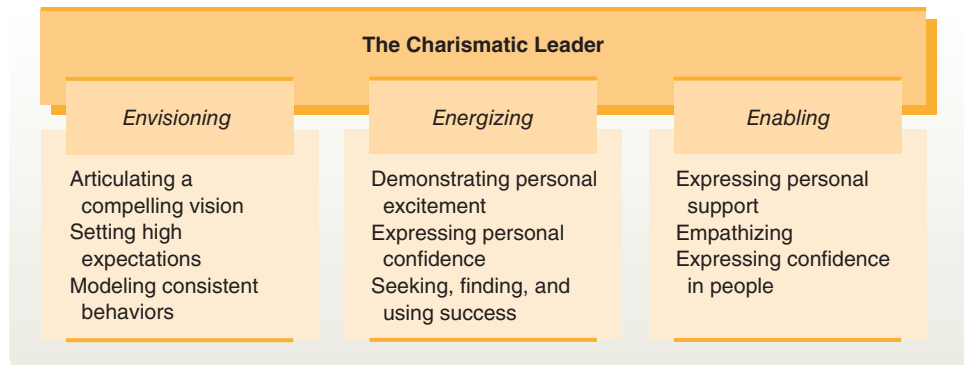 The Charismatic Leader
Envisioning
Articulating a
compelling vision
Setting high
expectations
Modeling consistent
behaviors
Energizing
Demonstrating personal
excitement
Expressing personal
confidence
Seeking, finding, and
using success
Enabling
Expressing personal
support
Empathizing
Expressing confidence
in people